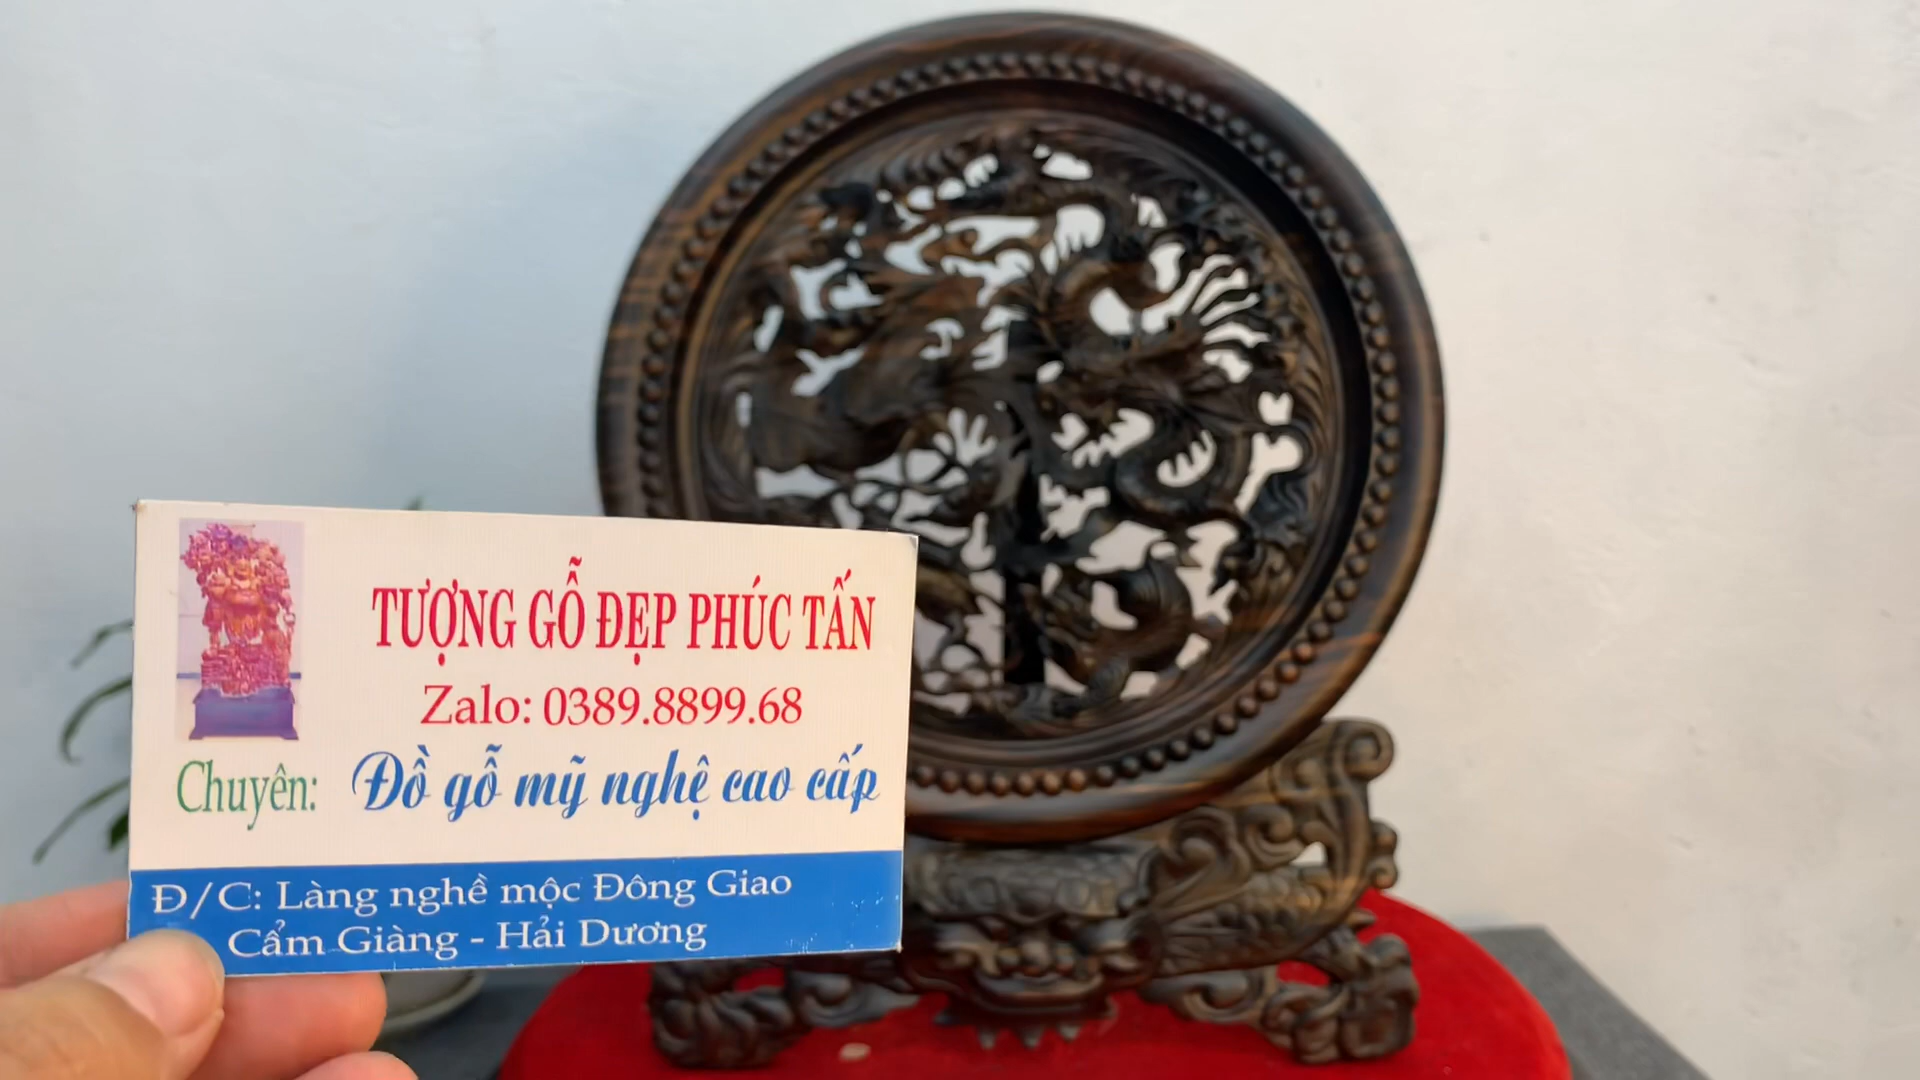 TƯỢNG GỖ ĐẸP PHÚC TẤN
Zalo: 0389.8899.68
Chuyên: Đồ gỗ mỹ nghệ cao cấp
Đ/C: Làng nghề mộc Đông Giao
Cẩm Giàng - Hải Dương